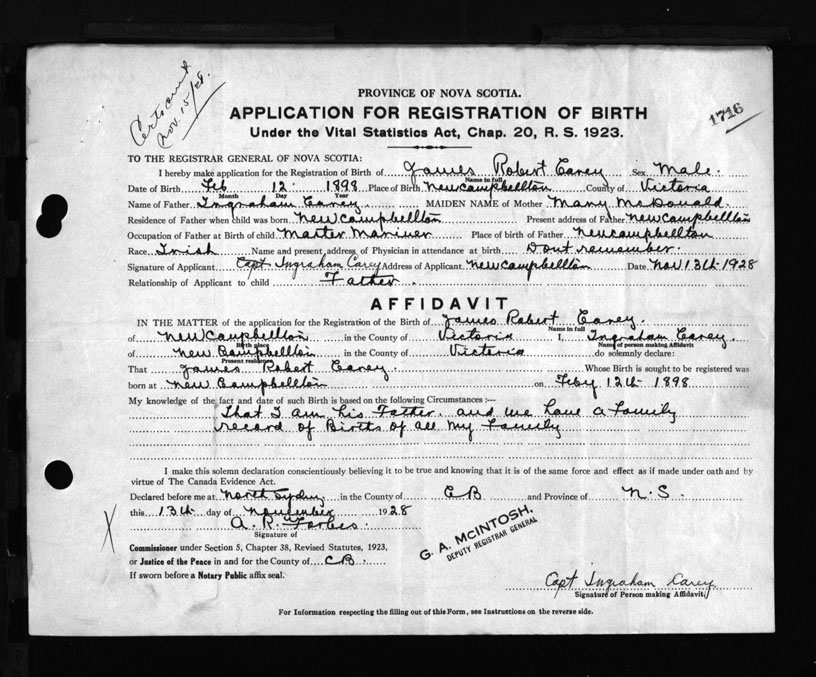 Cert sent
Nov. 15/28.
PROVINCE OF NOVA SCOTIA.
APPLICATION FOR REGISTRATION OF BIRTH
1716
Under the Vital Statistics Act, Chap. 20, R. S. 1923.
TO THE REGISTRAR GENERAL OF NOVA SCOTIA:
I hereby make application for the Registration of Birth of James Robert Carey Sex Male.
Name in full
Date of Birth Feb 12. 1898 Place of Birth New Campbellton County of Victoria
Month Day Year
Name of Father Ingraham Carey MAIDEN NAME of Mother Mary McDonald.
Residence of Father when child was born New Campbellton Present address of Father New Campbellton
Occupation of Father at Birth of child Master Mariner Place of birth of Father New Campbellton
Race Irish Name and present address of Physician in attendance at birth Dont remember.
Signature of Applicant Capt Ingraham Carey Address of Applicant New Campbellton Date Nov 13th 1928
Relationship of Applicant to child Father.
AFFIDAVIT
IN THE MATTER of the application for the Registration of the Birth of James Robert Carey.
Name in full
of New Campbellton in the County of Victoria I, Ingraham Carey.
Birth place Name of person making Affidavit
of New Campbellton in the County of Victoria do solemnly declare:
Present residence
That James Robert Carey. Whose Birth is sought to be registered was
born at New Campbellton on Feby 12th 1898
My knowledge of the fact and date of such Birth is based on the following Circumstances :—
That I am his Father. and we have a Family
record of Births of all my Family
I make this solemn declaration conscientiously believing it to be true and knowing that it is of the same force and effect as if made under oath and by
virtue of The Canada Evidence Act.
Declared before me at North Sydney in the County of CB and Province of N. S.
this 13th day of November 1928
A. R. Forbes
Signature of
G. A. McINTOSH,
DEPUTY REGISTRAR GENERAL
X
Commissioner under Section 5, Chapter 38, Revised Statutes, 1923,
or Justice of the Peace in and for the County of CB
If sworn before a Notary Public affix seal.
Capt Ingraham Carey
Signature of Person making Affidavit
For Information respecting the filling out of this Form, see Instructions on the reverse side.